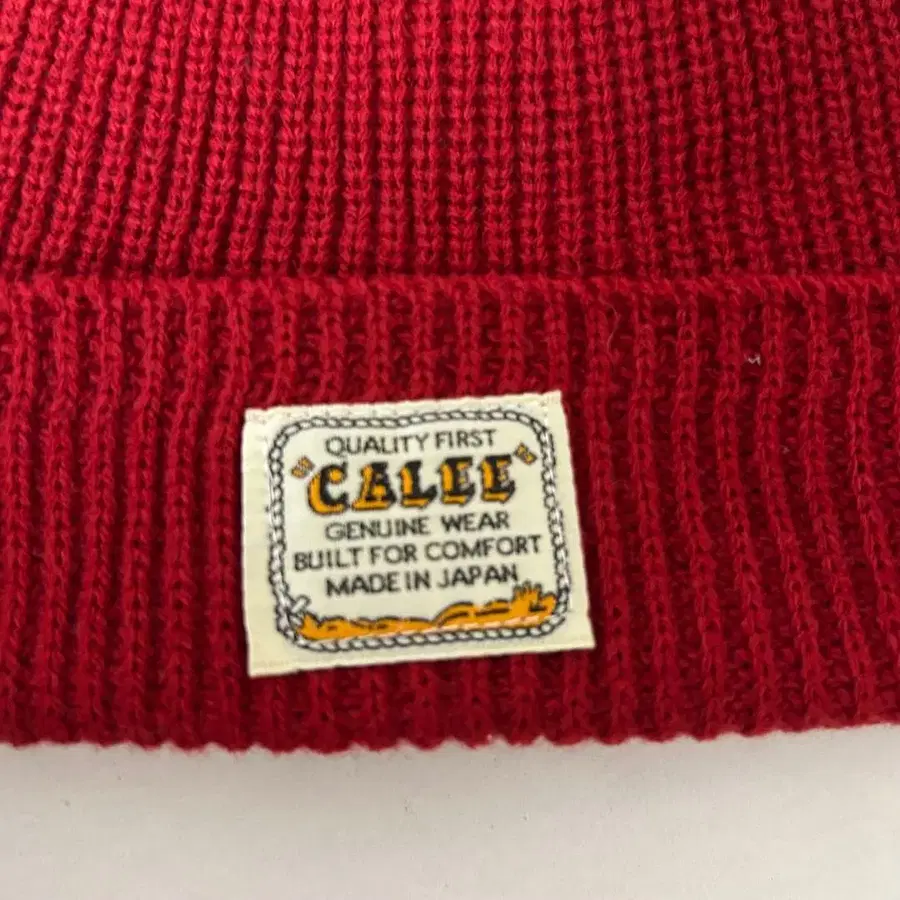 QUALITY FIRST
"CALEE"
GENUINE WEAR
BUILT FOR COMFORT
MADE IN JAPAN